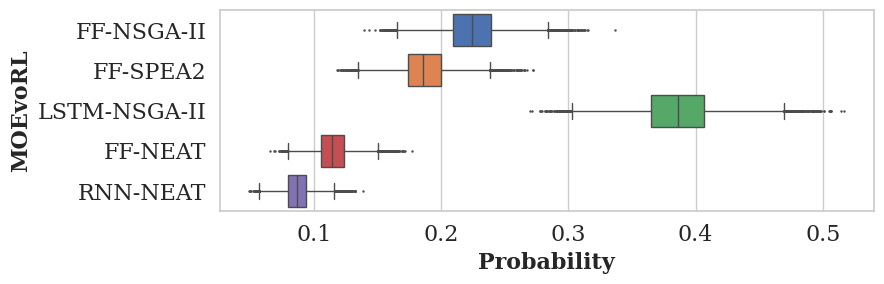 MOEvoRL
FF-NSGA-II
FF-SPEA2
LSTM-NSGA-II
FF-NEAT
RNN-NEAT
0.1 0.2 0.3 0.4 0.5
Probability